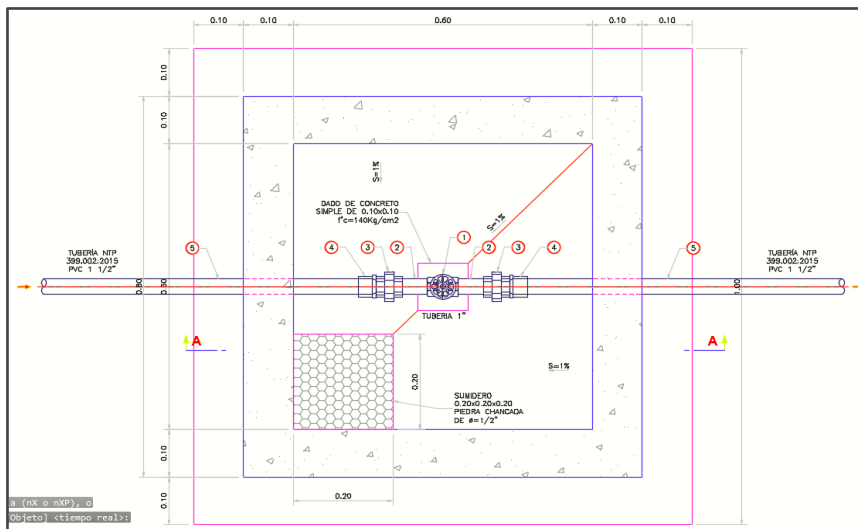 0.10
0.10
0.60
0.10
0.10
0.10
0.10
S=1%
DADO DE CONCRETO
SIMPLE DE 0.10x0.10
f'c=140Kg/cm2
S=1%
1
5
4
3
2
2
3
4
5
TUBERÍA NTP
399.002:2015
PVC 1 1/2"
TUBERÍA NTP
399.002:2015
PVC 1 1/2"
1.00
TUBERIA 1"
A
A
S=1%
0.20
SUMIDERO
0.20x0.20x0.20
PIEDRA CHANCADA
DE ø=1/2"
0.10
0.20
0.10
a (nX o nXP), o
Objeto] <tiempo real>: